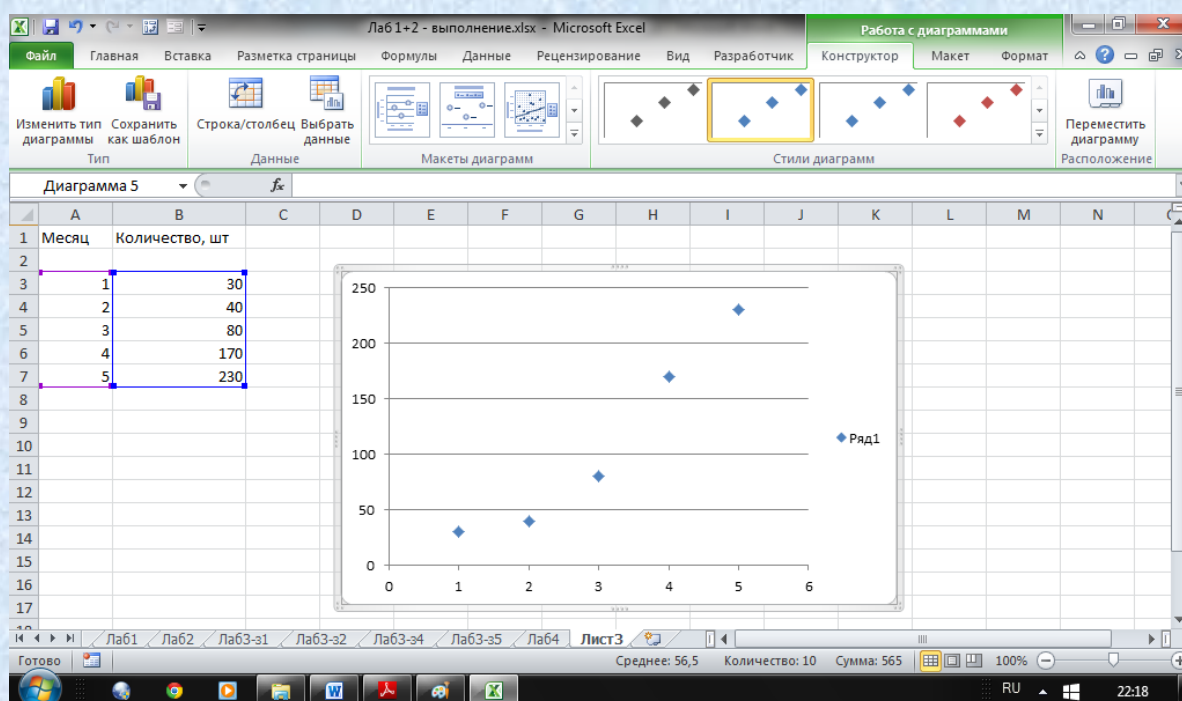 Лаб 1+2 - выполнение.xlsx - Microsoft Excel
Работа с диаграммами
Файл Главная Вставка Разметка страницы Формулы Данные Рецензирование Вид Разработчик Конструктор Макет Формат
Изменить тип диаграммы
Сохранить как шаблон
Строка/столбец
Выбрать данные
Переместить диаграмму
Тип Данные Макеты диаграмм Стили диаграмм Расположение
Диаграмма 5 fx
A B C D E F G H I J K L M N
1 Месяц Количество, шт
2
3 1 30
4 2 40
5 3 80
6 4 170
7 5 230
8
9
10
11
12
13
14
15
16
17
250
200
150
100
50
0
0 1 2 3 4 5 6
Ряд1
Лаб1 Лаб2 Лаб3-з1 Лаб3-з2 Лаб3-з4 Лаб3-з5 Лаб4 Лист3
Готово Среднее: 56,5 Количество: 10 Сумма: 565 100%
RU 22:18